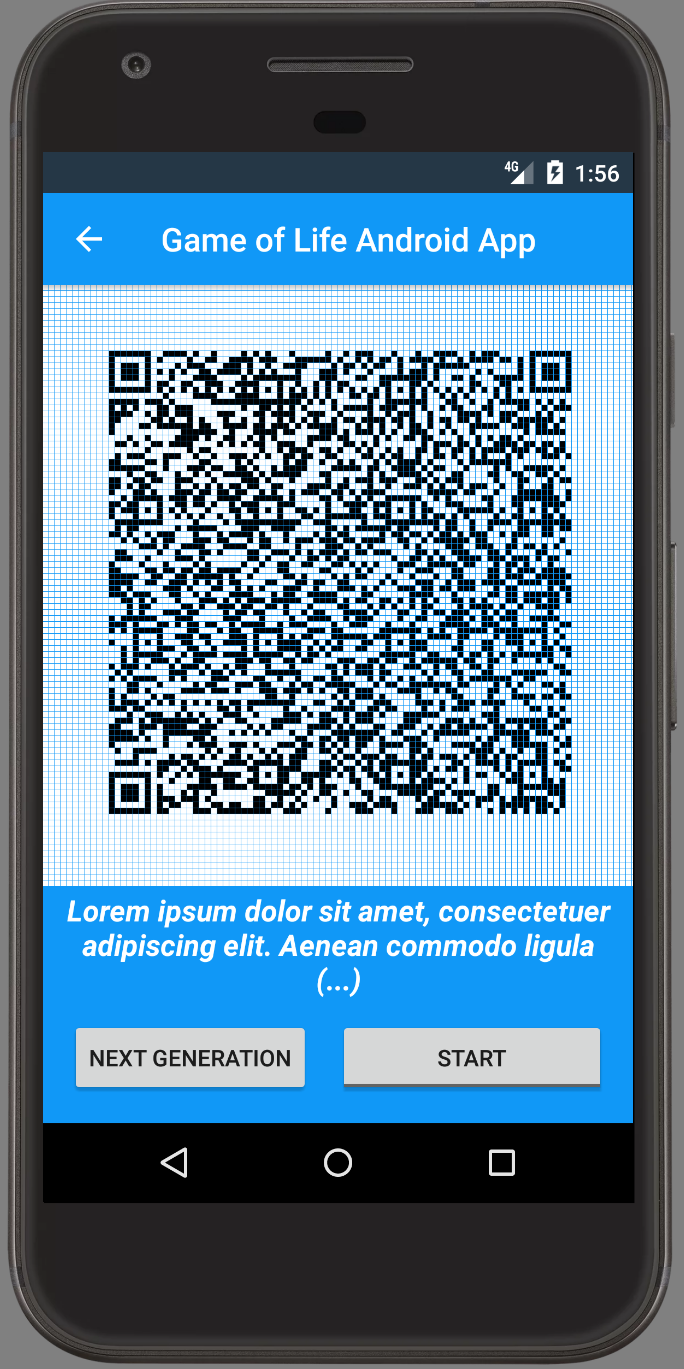 4G 1:56
Game of Life Android App
Lorem ipsum dolor sit amet, consectetuer
adipiscing elit. Aenean commodo ligula
(...)
NEXT GENERATION START